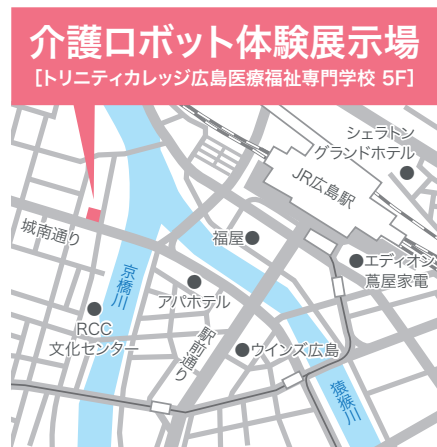 介護ロボット体験展示場
[トリニティカレッジ広島医療福祉専門学校 5F]
シェラトン
グランドホテル
JR広島駅
城南通り
福屋
エディオン
蔦屋家電
京橋川
アパホテル
RCC
文化センター
駅前通り
ウインズ広島
猿猴川